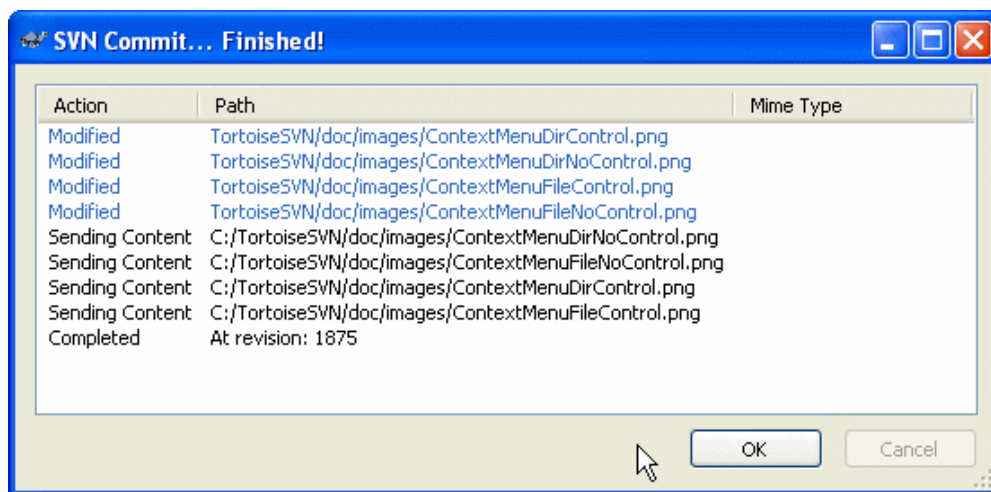 SVN Commit... Finished!
Action Path Mime Type
Modified TortoiseSVN/doc/images/ContextMenuDirControl.png
Modified TortoiseSVN/doc/images/ContextMenuDirNoControl.png
Modified TortoiseSVN/doc/images/ContextMenuFileControl.png
Modified TortoiseSVN/doc/images/ContextMenuFileNoControl.png
Sending Content C:/TortoiseSVN/doc/images/ContextMenuDirNoControl.png
Sending Content C:/TortoiseSVN/doc/images/ContextMenuFileNoControl.png
Sending Content C:/TortoiseSVN/doc/images/ContextMenuDirControl.png
Sending Content C:/TortoiseSVN/doc/images/ContextMenuFileControl.png
Completed At revision: 1875
OK Cancel